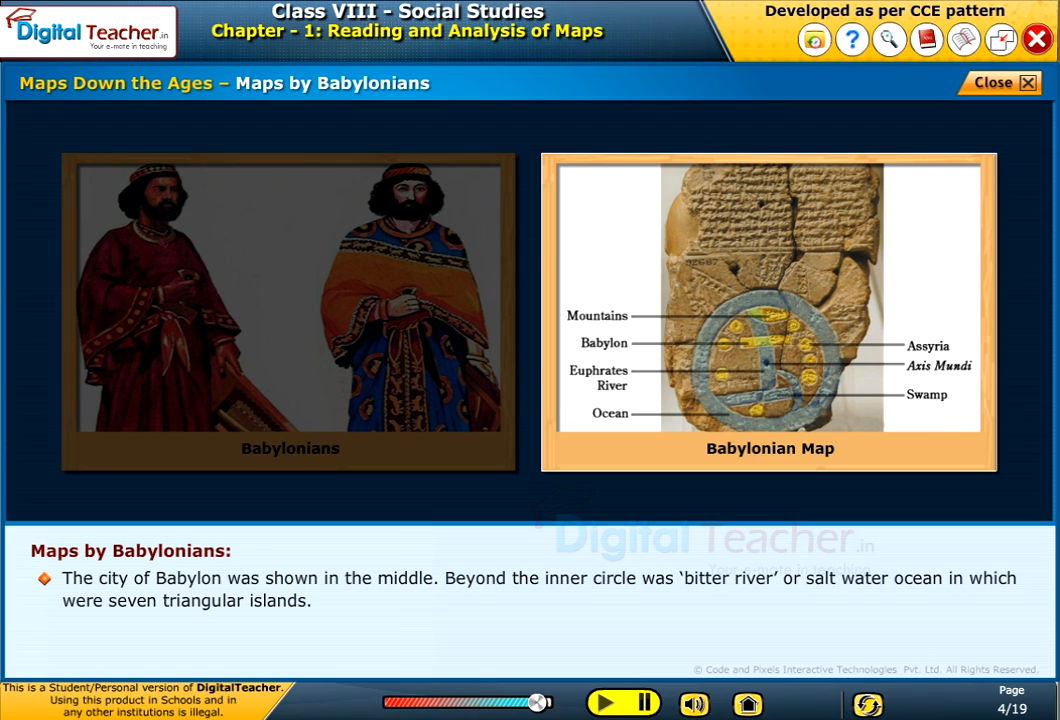 Digital Teacher.in
Your e-mate in teaching
Class VIII - Social Studies
Chapter - 1: Reading and Analysis of Maps
Developed as per CCE pattern
?
Maps Down the Ages – Maps by Babylonians
Close
Mountains
Babylon
Euphrates
River
Ocean
Assyria
Axis Mundi
Swamp
Babylonians
Babylonian Map
Digital Teacher.in
Your e-mate in teaching
Maps by Babylonians:
The city of Babylon was shown in the middle. Beyond the inner circle was ‘bitter river’ or salt water ocean in which
were seven triangular islands.
© Code and Pixels Interactive Technologies Pvt. Ltd. All Rights Reserved.
This is a Student/Personal version of DigitalTeacher.
Using this product in Schools and in
any other institutions is illegal.
Page
4/19